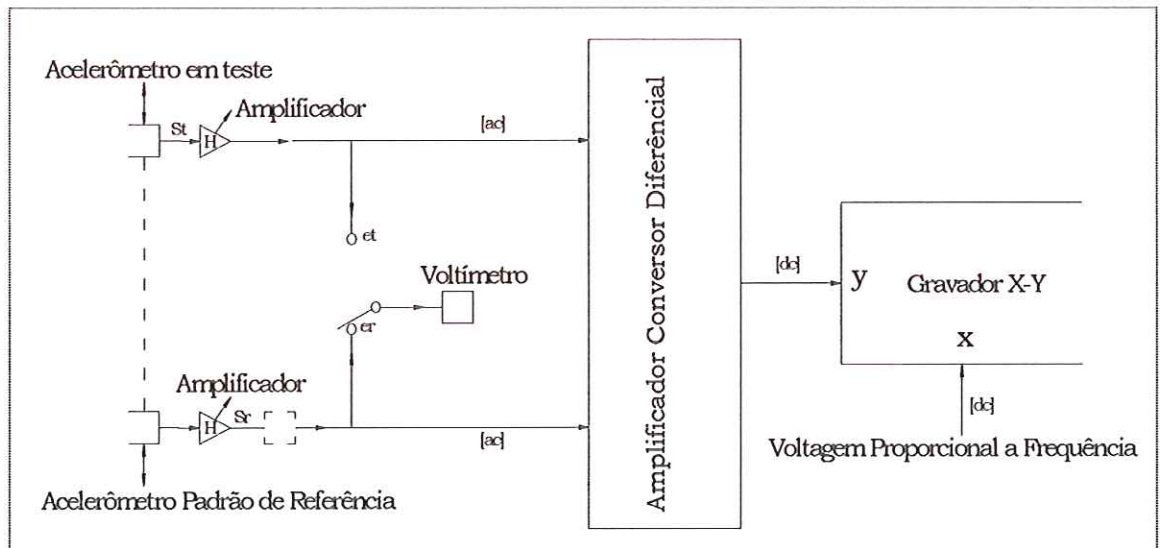 Acelerômetro em teste
Amplificador
St
H
[ac]
et
Voltímetro
er
Amplificador
Sr
H
[ac]
Acelerômetro Padrão de Referência
Amplificador Conversor Diferêncial
[dc]
y
Gravador X-Y
x
[dc]
Voltagem Proporcional a Frequência